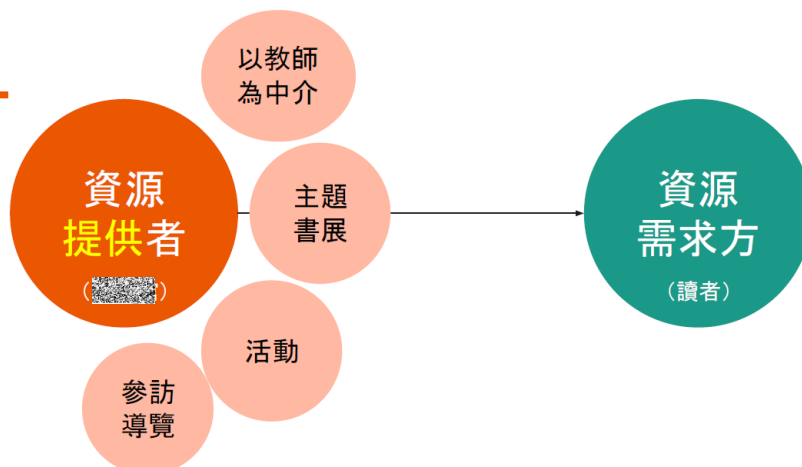 以教師
為中介
資源
提供者
（）
主題
書展
活動
參訪
導覽
資源
需求方
（讀者）